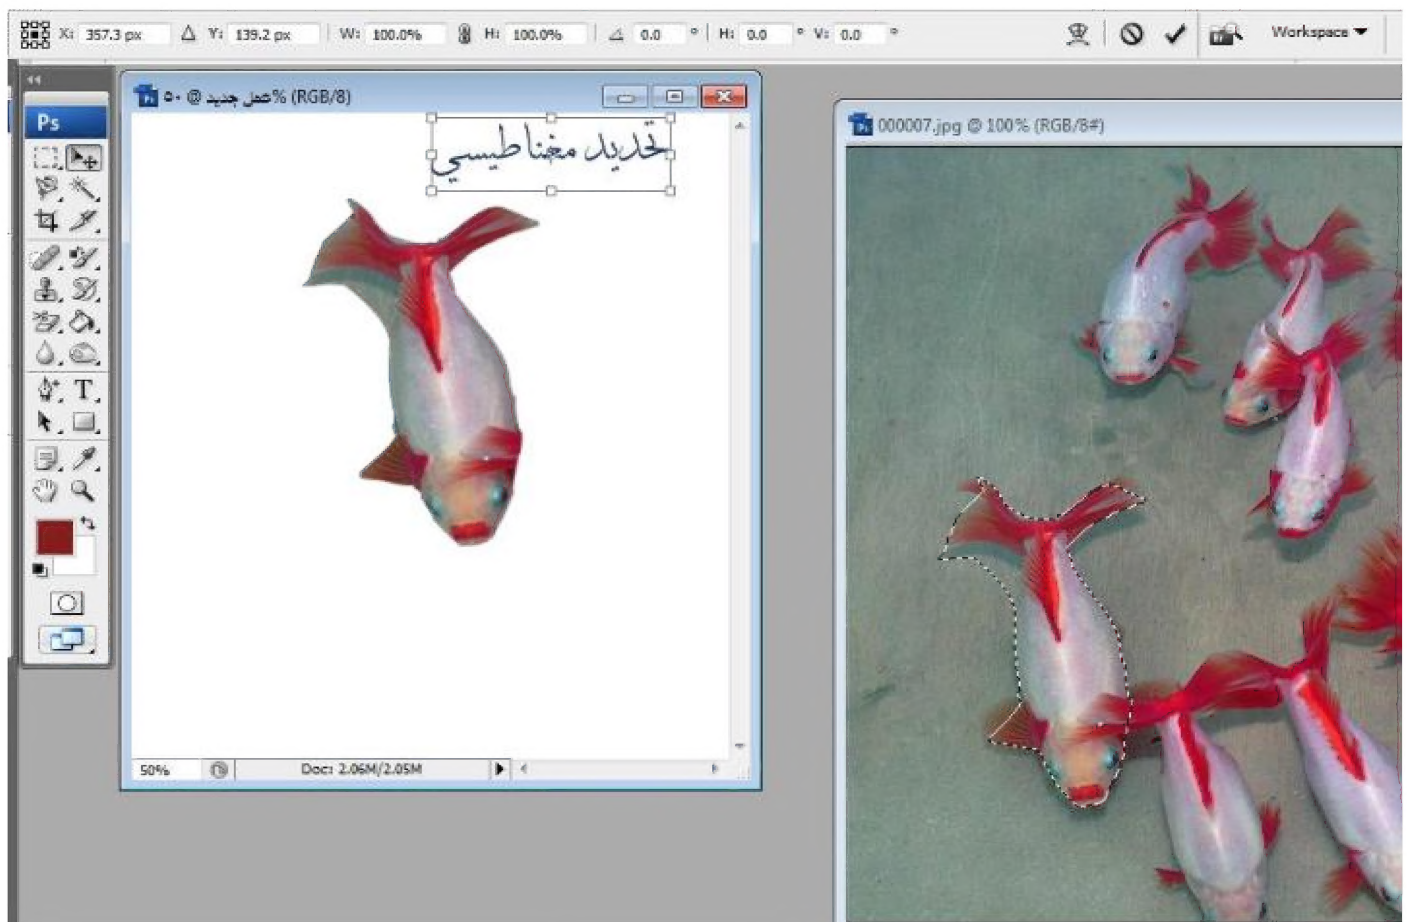 X: 357.3 px Y: 139.2 px W: 100.0% H: 100.0% 0.0 ° H: 0.0 ° V: 0.0 ° Workspace
Ps
عمل جديد @ ٥٠% (RGB/8)
000007.jpg @ 100% (RGB/8#)
تحديد مغناطيسي
T
50% Doc: 2.06M/2.05M